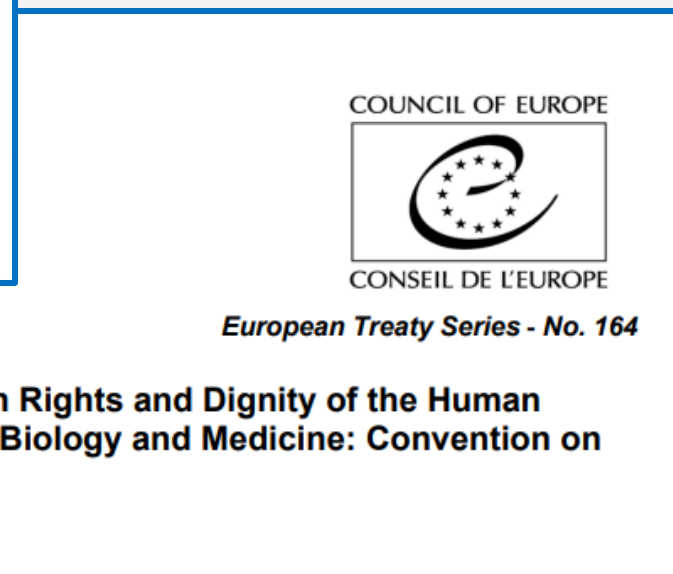 COUNCIL OF EUROPE
CONSEIL DE L'EUROPE
European Treaty Series - No. 164
Rights and Dignity of the Human
Biology and Medicine: Convention on